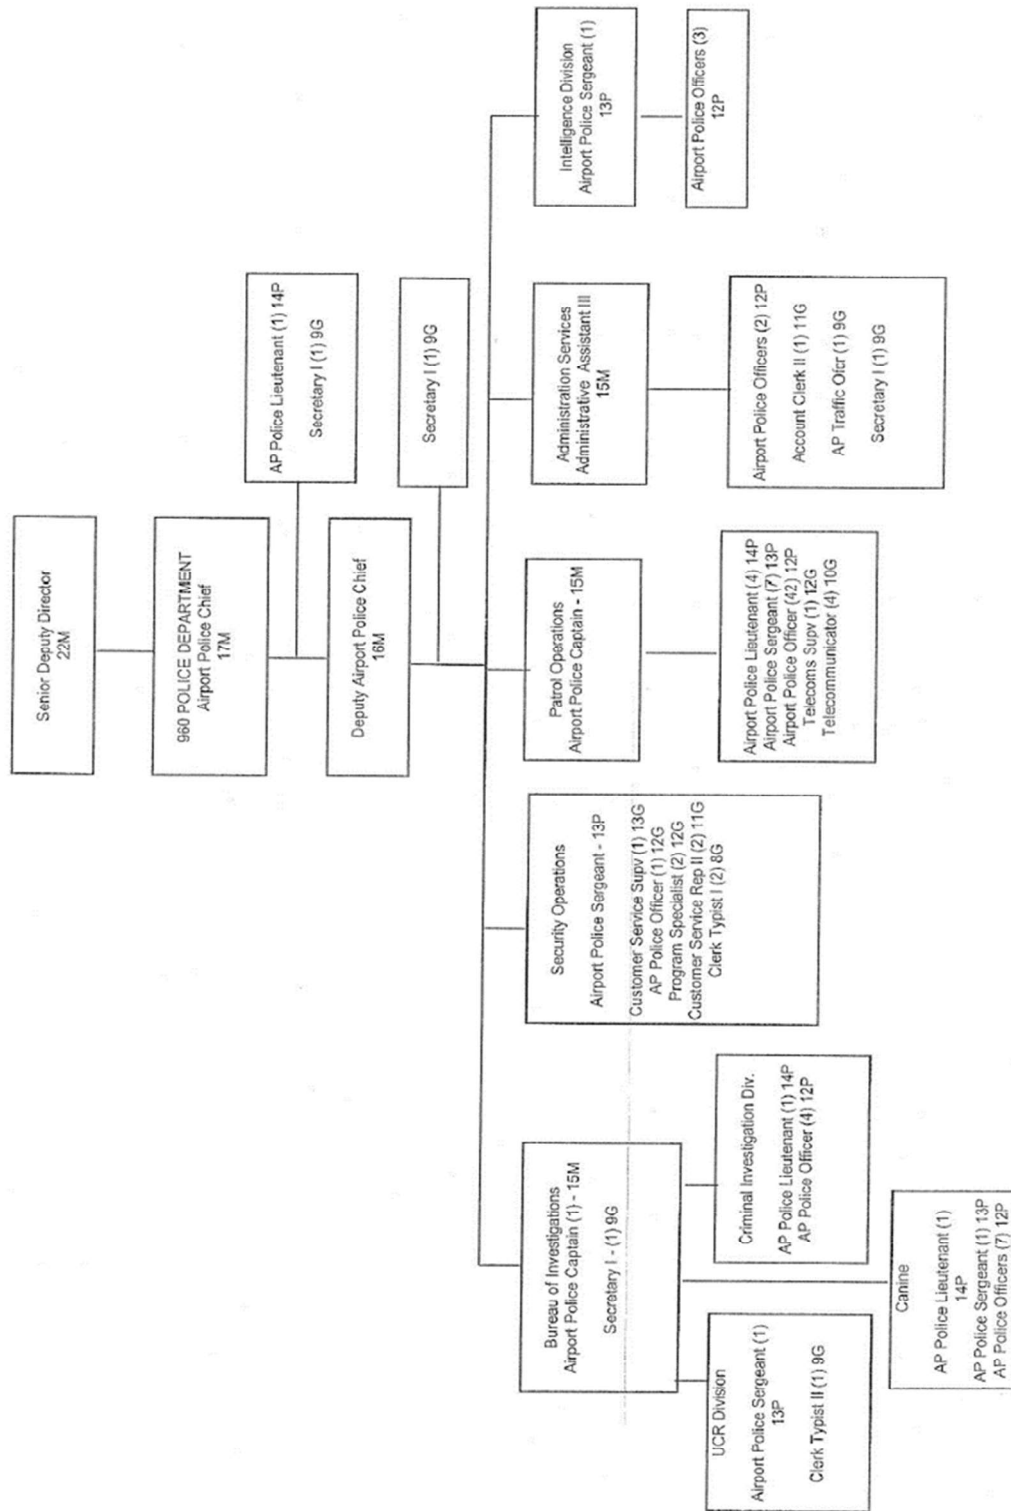 Senior Deputy Director
22M
960 POLICE DEPARTMENT
Airport Police Chief
17M
AP Police Lieutenant (1) 14P
Secretary I (1) 9G
Deputy Airport Police Chief
16M
Secretary I (1) 9G
Bureau of Investigations
Airport Police Captain (1) - 15M
Secretary I - (1) 9G
Security Operations
Airport Police Sergeant - 13P
Customer Service Supv (1) 13G
AP Police Officer (1) 12G
Program Specialist (2) 12G
Customer Service Rep II (2) 11G
Clerk Typist I (2) 8G
Patrol Operations
Airport Police Captain - 15M
Administration Services
Administrative Assistant III
15M
Intelligence Division
Airport Police Sergeant (1)
13P
UCR Division
Airport Police Sergeant (1)
13P
Clerk Typist II (1) 9G
Criminal Investigation Div.
AP Police Lieutenant (1) 14P
AP Police Officer (4) 12P
Airport Police Lieutenant (4) 14P
Airport Police Sergeant (7) 13P
Airport Police Officer (42) 12P
Telecoms Supv (1) 12G
Telecommunicator (4) 10G
Airport Police Officers (2) 12P
Account Clerk II (1) 11G
AP Traffic Ofcr (1) 9G
Secretary I (1) 9G
Airport Police Officers (3)
12P
Canine
AP Police Lieutenant (1)
14P
AP Police Sergeant (1) 13P
AP Police Officers (7) 12P